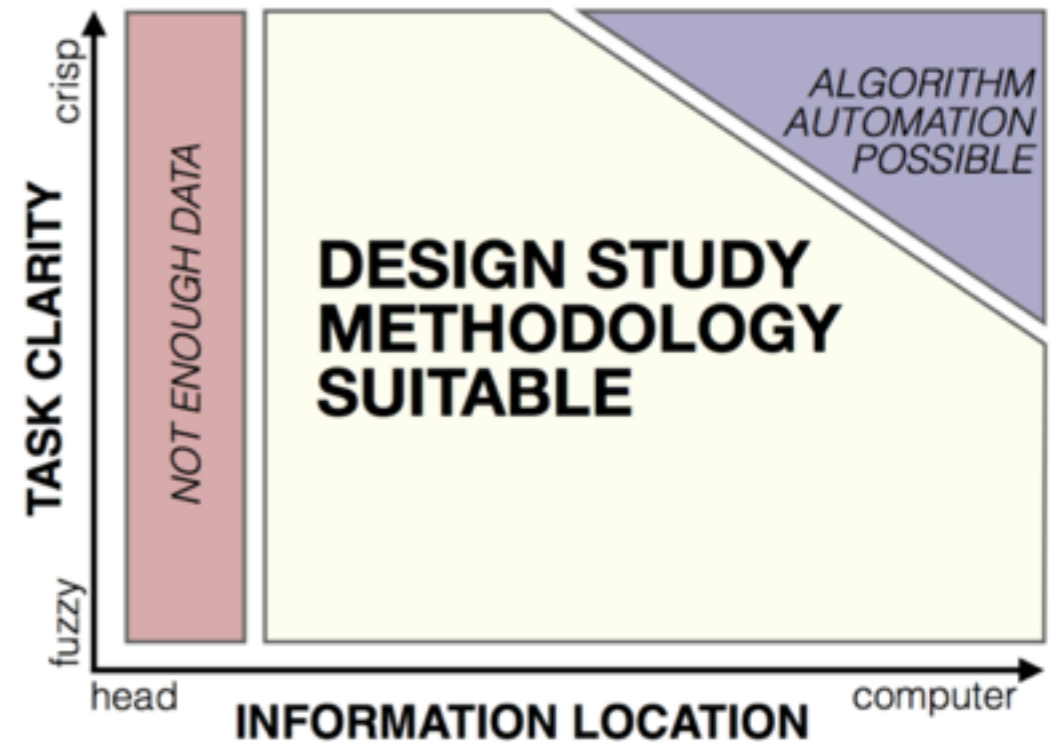 crisp
TASK CLARITY
fuzzy
NOT ENOUGH DATA
ALGORITHM
AUTOMATION
POSSIBLE
DESIGN STUDY
METHODOLOGY
SUITABLE
head
computer
INFORMATION LOCATION